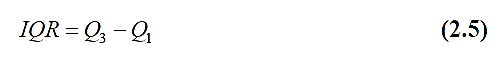 IQR = Q₃ − Q₁ (2.5)